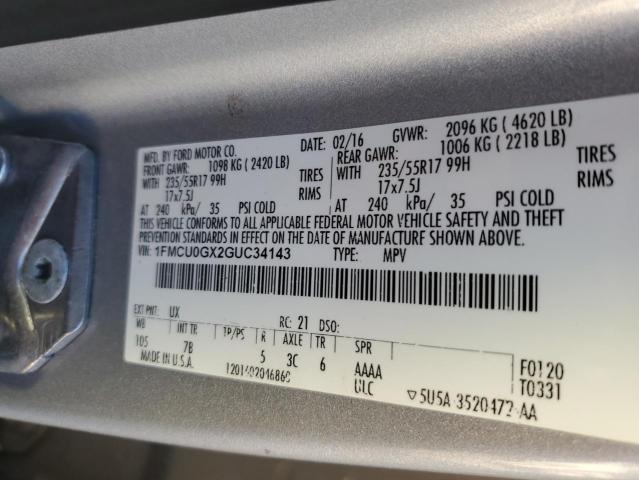 MFD. BY FORD MOTOR CO. DATE: 02/16 GVWR: 2096 KG ( 4620 LB)
FRONT GAWR: 1098 KG ( 2420 LB) REAR GAWR: 1006 KG ( 2218 LB)
WITH 235/55R17 99H TIRES WITH 235/55R17 99H TIRES
17x7.5J RIMS 17x7.5J RIMS
AT 240 kPa/ 35 PSI COLD AT 240 kPa/ 35 PSI COLD
THIS VEHICLE CONFORMS TO ALL APPLICABLE FEDERAL MOTOR VEHICLE SAFETY AND THEFT
PREVENTION STANDARDS IN EFFECT ON THE DATE OF MANUFACTURE SHOWN ABOVE.
VIN: 1FMCU0GX2GUC34143 TYPE: MPV
EXT PNT: UX RC: 21 DSO:
WB INT TR TP/PS R AXLE TR SPR
105 7B 5 3C 6 AAAA F0120
MADE IN U.S.A. ULC T0331
▽5U5A 3520472 AA